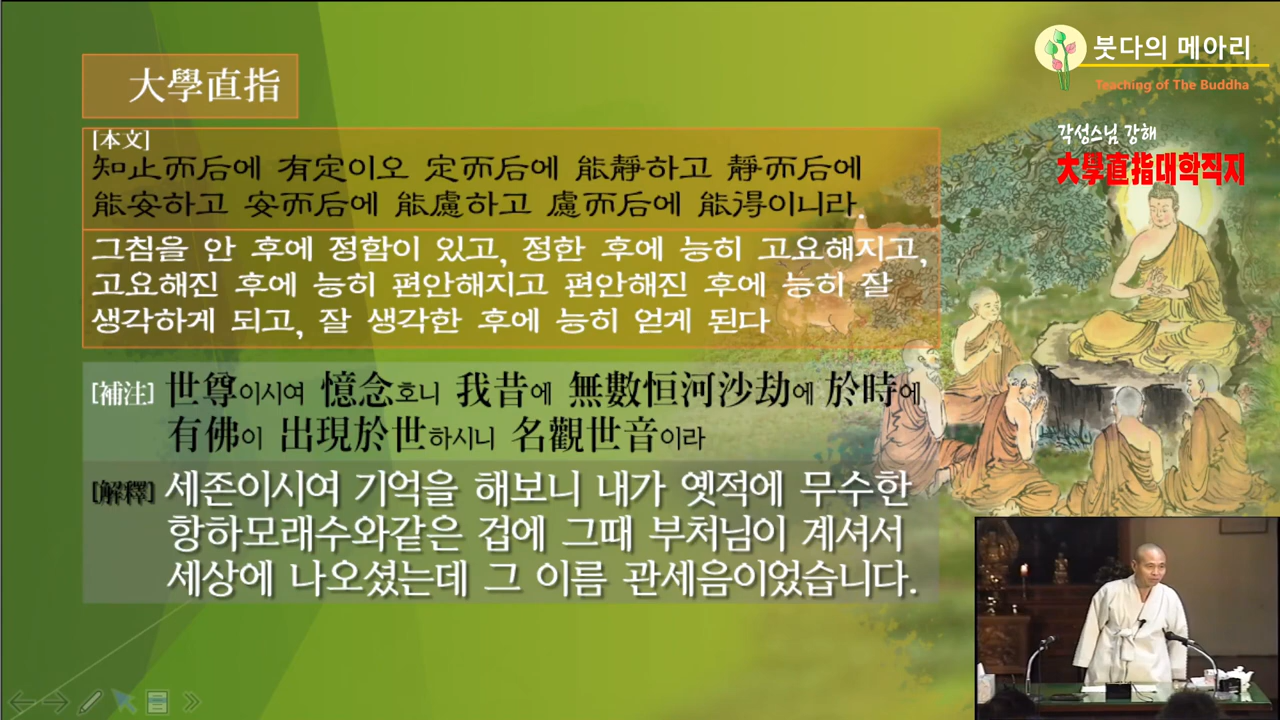 大學直指
[本文]
知止而后에 有定이오 定而后에 能靜하고 靜而后에
能安하고 安而后에 能慮하고 慮而后에 能得이니라.
그침을 안 후에 정함이 있고, 정한 후에 능히 고요해지고,
고요해진 후에 능히 편안해지고 편안해진 후에 능히 잘
생각하게 되고, 잘 생각한 후에 능히 얻게 된다
[補注] 世尊이시여 憶念호니 我昔에 無數恒河沙劫에 於時에
有佛이 出現於世하시니 名觀世音이라
[解釋] 세존이시여 기억을 해보니 내가 옛적에 무수한
항하모래수와같은 겁에 그때 부처님이 계셔서
세상에 나오셨는데 그 이름 관세음이었습니다.
붓다의 메아리
Teaching of The Buddha
각성스님 강해
大學直指대학직지